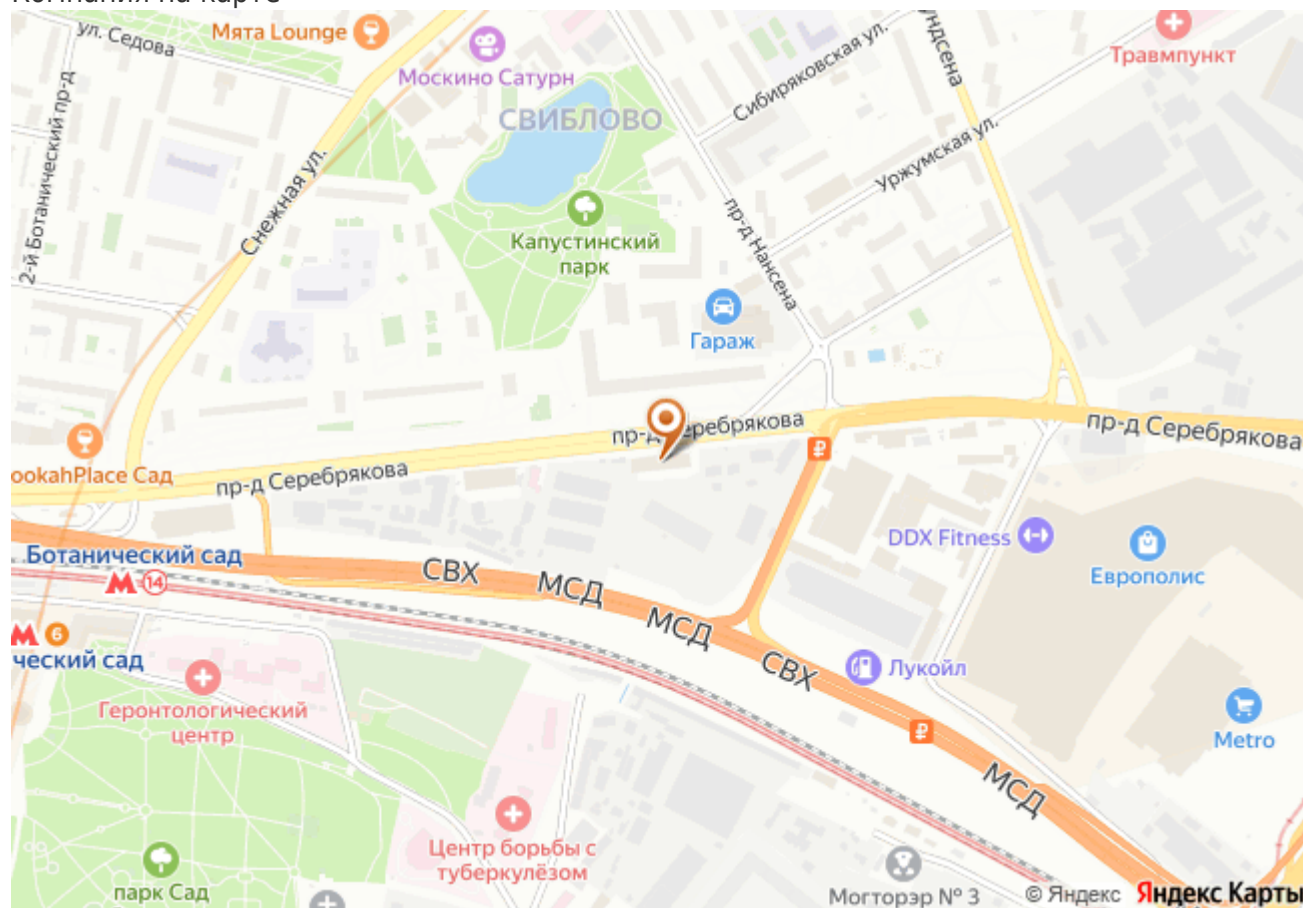 Компания на карте
ул. Седова
Мята Lounge
Москино Сатурн
СВИБЛОВО
Сибиряковская ул.
Травмпункт
2-й Ботанический пр-д
Снежная ул.
Уржумская ул.
Капустинский
парк
пр-д Нансена
Гараж
пр-д Серебрякова
пр-д Серебрякова
ookahPlace Сад
пр-д Серебрякова
₽
DDX Fitness
Европолис
Ботанический сад
14
СВХ
МСД
МСД
СВХ
6
ческий сад
Лукойл
Геронтологический
центр
₽
Metro
МСД
Центр борьбы с
туберкулёзом
парк Сад
Могторэр № 3
© Яндекс Яндекс Карты